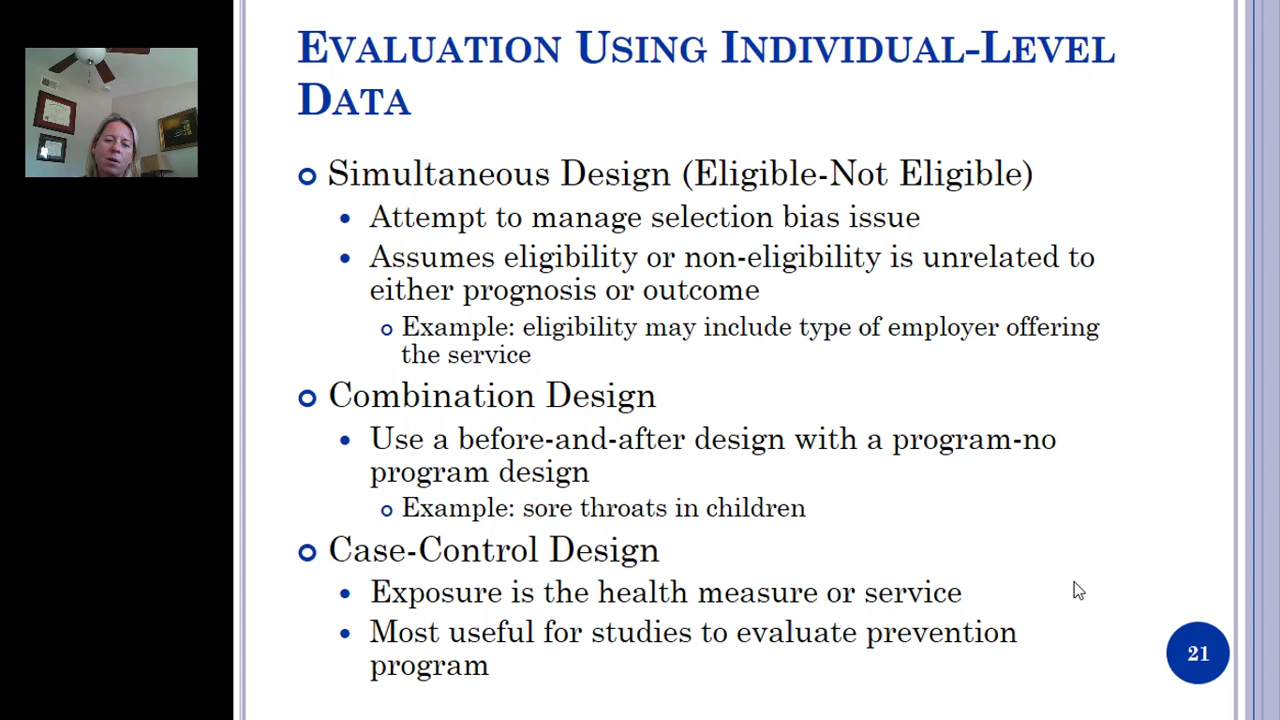 EVALUATION USING INDIVIDUAL-LEVEL
DATA
Simultaneous Design (Eligible-Not Eligible)
Attempt to manage selection bias issue
Assumes eligibility or non-eligibility is unrelated to
either prognosis or outcome
Example: eligibility may include type of employer offering
the service
Combination Design
Use a before-and-after design with a program-no
program design
Example: sore throats in children
Case-Control Design
Exposure is the health measure or service
Most useful for studies to evaluate prevention
program
21